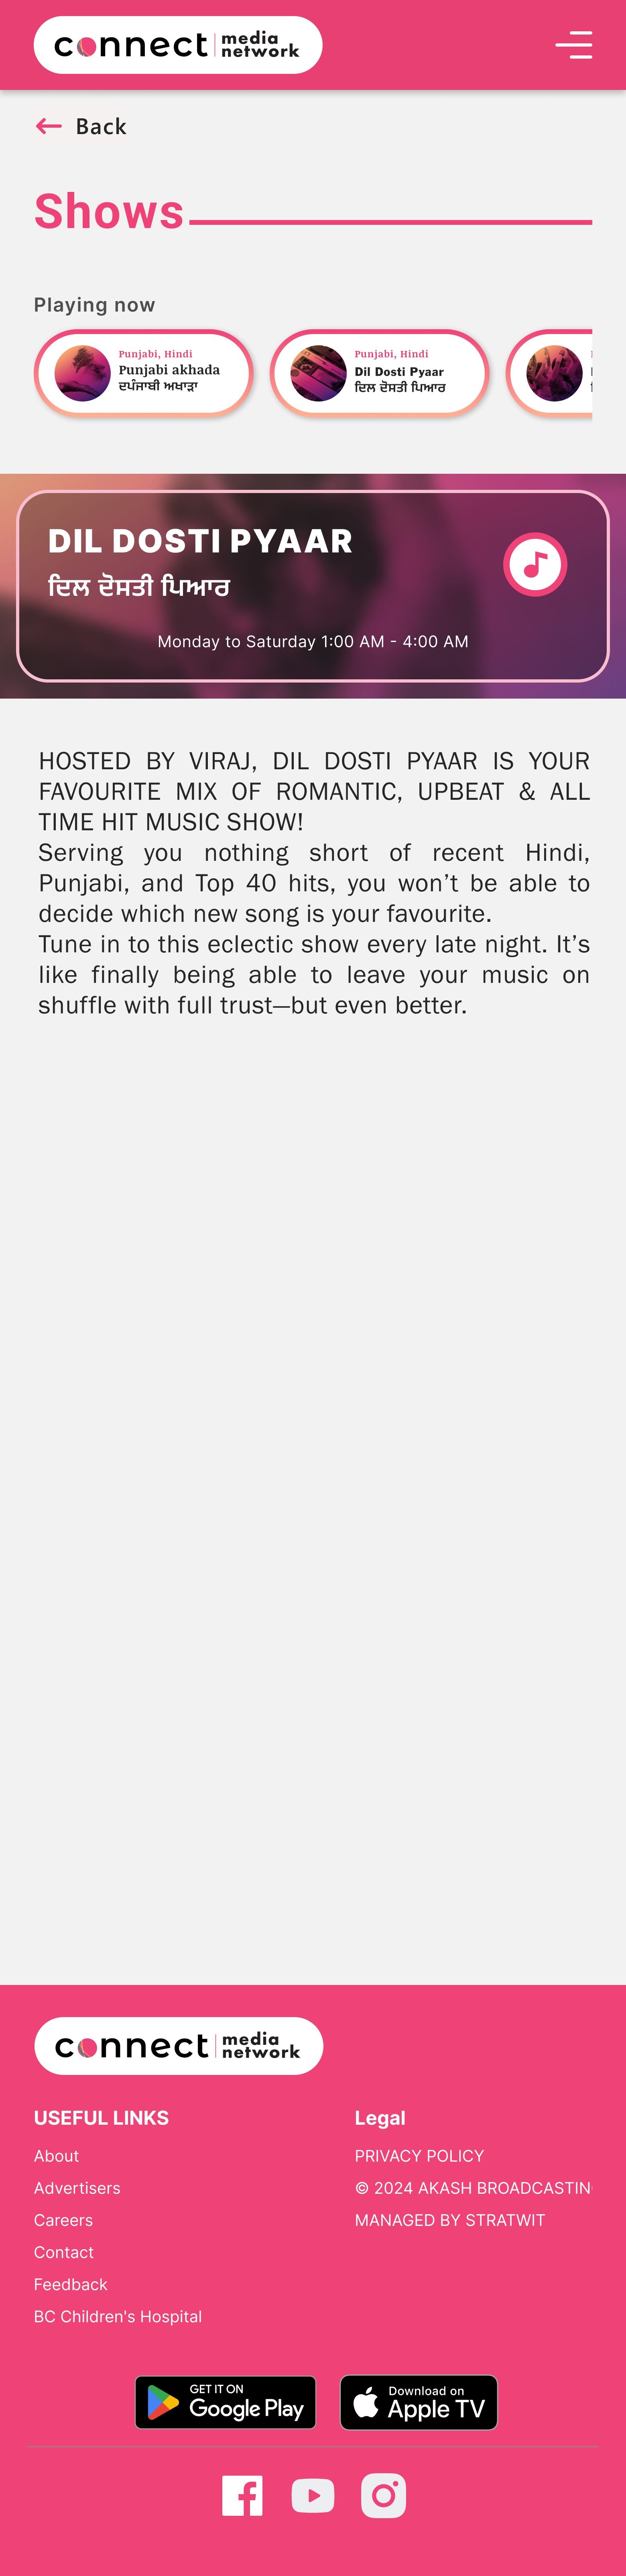 connect media network
Back
Shows
Playing now
Punjabi, Hindi
Punjabi akhada
ਦਪੰਜਾਬੀ ਅਖਾੜਾ
Punjabi, Hindi
Dil Dosti Pyaar
ਦਿਲ ਦੋਸਤੀ ਪਿਆਰ
DIL DOSTI PYAAR
ਦਿਲ ਦੋਸਤੀ ਪਿਆਰ
Monday to Saturday 1:00 AM - 4:00 AM
HOSTED BY VIRAJ, DIL DOSTI PYAAR IS YOUR
FAVOURITE MIX OF ROMANTIC, UPBEAT & ALL
TIME HIT MUSIC SHOW!
Serving you nothing short of recent Hindi,
Punjabi, and Top 40 hits, you won’t be able to
decide which new song is your favourite.
Tune in to this eclectic show every late night. It’s
like finally being able to leave your music on
shuffle with full trust—but even better.
connect media network
USEFUL LINKS
About
Advertisers
Careers
Contact
Feedback
BC Children's Hospital
Legal
PRIVACY POLICY
© 2024 AKASH BROADCASTIN
MANAGED BY STRATWIT
GET IT ON
Google Play
Download on
Apple TV